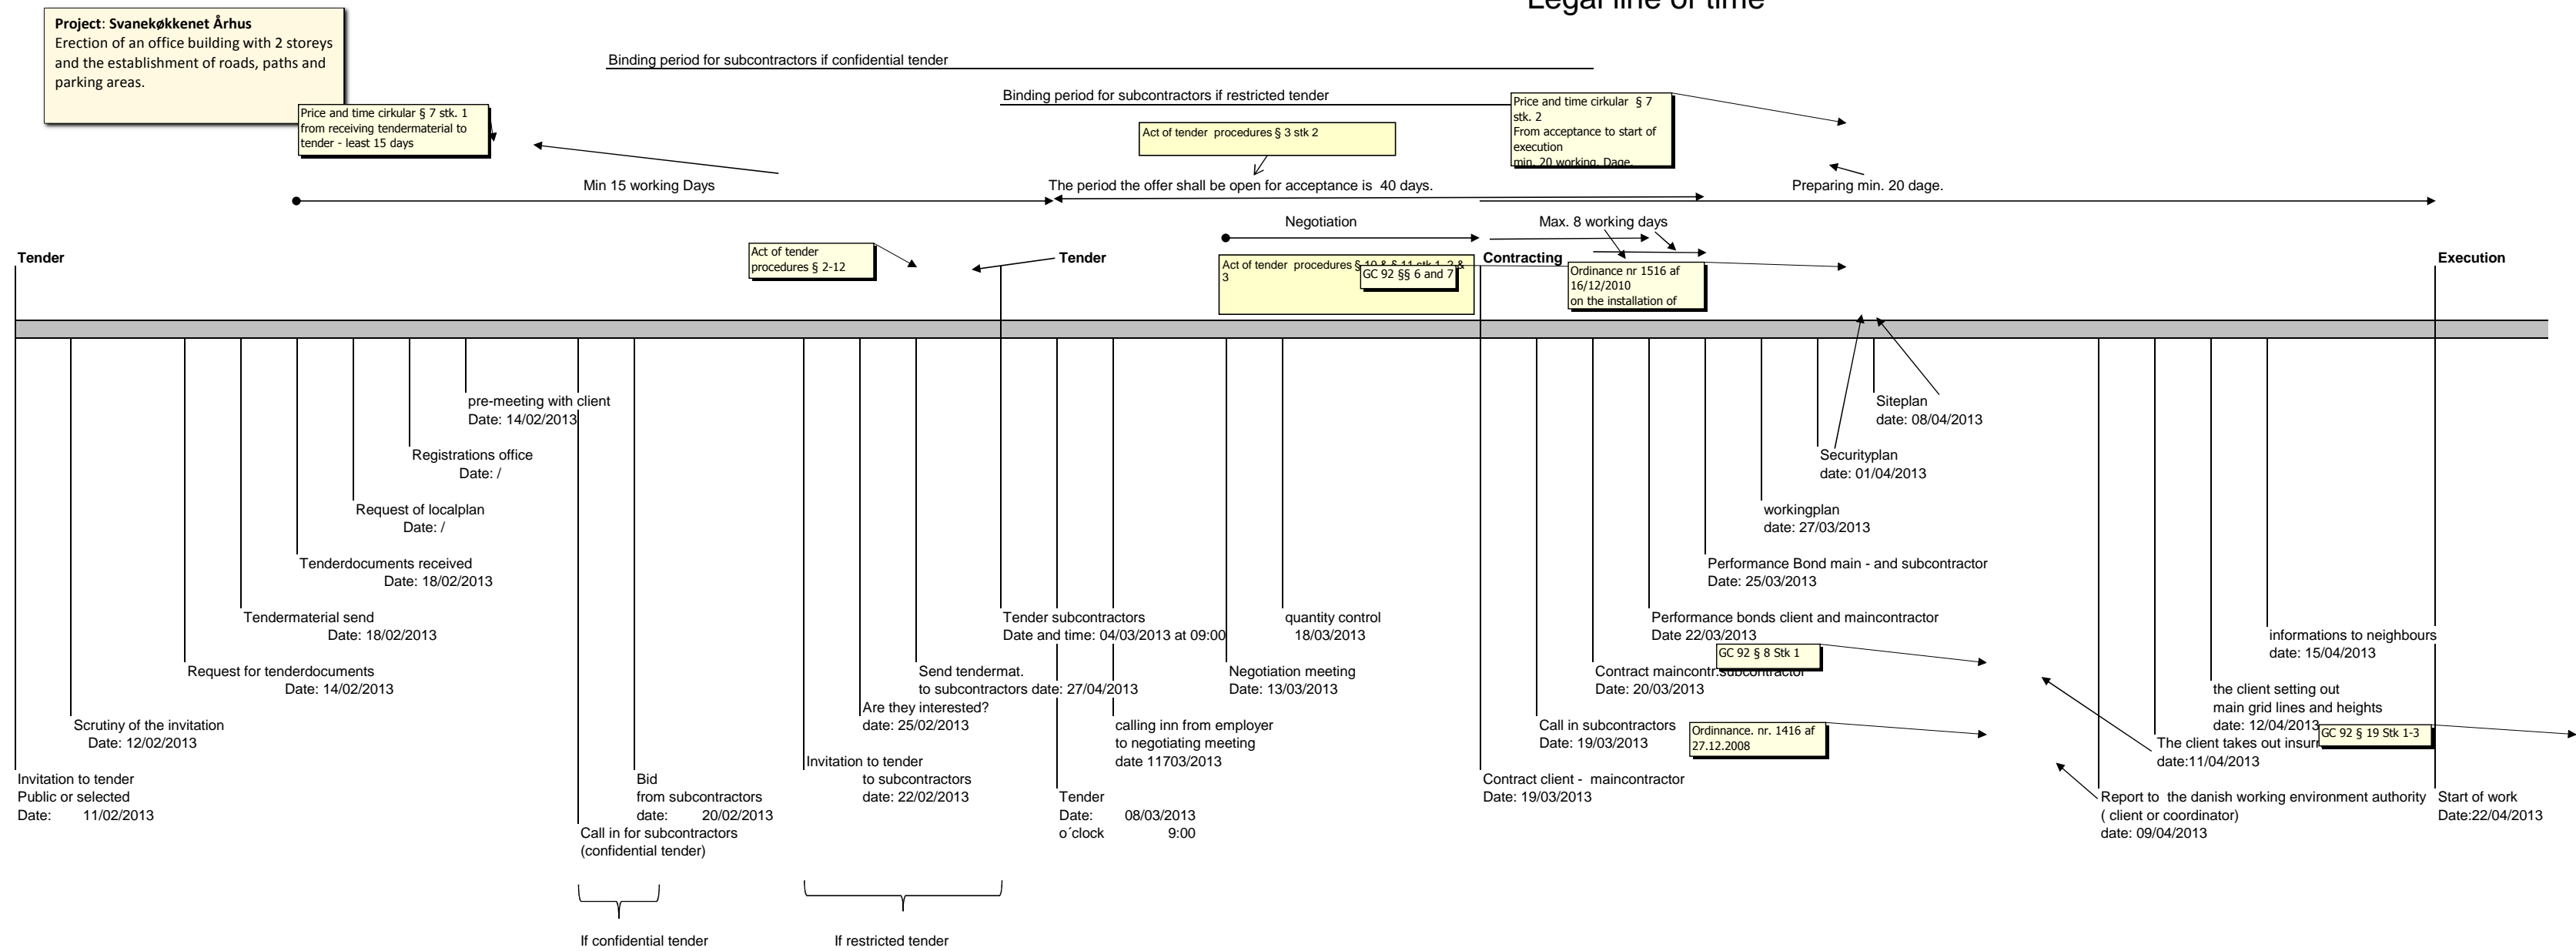 Legal line of time
Project: Svanekøkkenet Århus
Erection of an office building with 2 storeys
and the establishment of roads, paths and
parking areas.
Binding period for subcontractors if confidential tender
Binding period for subcontractors if restricted tender
Price and time cirkular § 7 stk. 1
from receiving tendermaterial to
tender - least 15 days
Act of tender procedures § 3 stk 2
Price and time cirkular § 7
stk. 2
From acceptance to start of
execution
min. 20 working. Dage.
Min 15 working Days
The period the offer shall be open for acceptance is 40 days.
Preparing min. 20 dage.
Negotiation
Max. 8 working days
Tender
Act of tender
procedures § 2-12
Tender
Act of tender procedures § 10 & § 11 stk 1, 2 &
3
GC 92 §§ 6 and 7
Contracting
Ordinance nr 1516 af
16/12/2010
on the installation of
Execution
pre-meeting with client
Date: 14/02/2013
Registrations office
Date: /
Request of localplan
Date: /
Tenderdocuments received
Date: 18/02/2013
Tendermaterial send
Date: 18/02/2013
Request for tenderdocuments
Date: 14/02/2013
Scrutiny of the invitation
Date: 12/02/2013
Invitation to tender
Public or selected
Date: 11/02/2013
Bid
from subcontractors
date: 20/02/2013
Call in for subcontractors
(confidential tender)
Tender subcontractors
Date and time: 04/03/2013 at 09:00
Send tendermat.
to subcontractors date: 27/04/2013
Are they interested?
date: 25/02/2013
Invitation to tender
to subcontractors
date: 22/02/2013
calling inn from employer
to negotiating meeting
date 11703/2013
Tender
Date: 08/03/2013
o´clock 9:00
quantity control
18/03/2013
Negotiation meeting
Date: 13/03/2013
Siteplan
date: 08/04/2013
Securityplan
date: 01/04/2013
workingplan
date: 27/03/2013
Performance Bond main - and subcontractor
Date: 25/03/2013
Performance bonds client and maincontractor
Date 22/03/2013
GC 92 § 8 Stk 1
Contract maincontr.subcontractor
Date: 20/03/2013
Call in subcontractors
Date: 19/03/2013
Ordinnance. nr. 1416 af
27.12.2008
Contract client - maincontractor
Date: 19/03/2013
informations to neighbours
date: 15/04/2013
the client setting out
main grid lines and heights
date: 12/04/2013
GC 92 § 19 Stk 1-3
The client takes out
date:11/04/2013
Report to the danish working environment authority
( client or coordinator)
date: 09/04/2013
Start of work
Date:22/04/2013
If confidential tender
If restricted tender